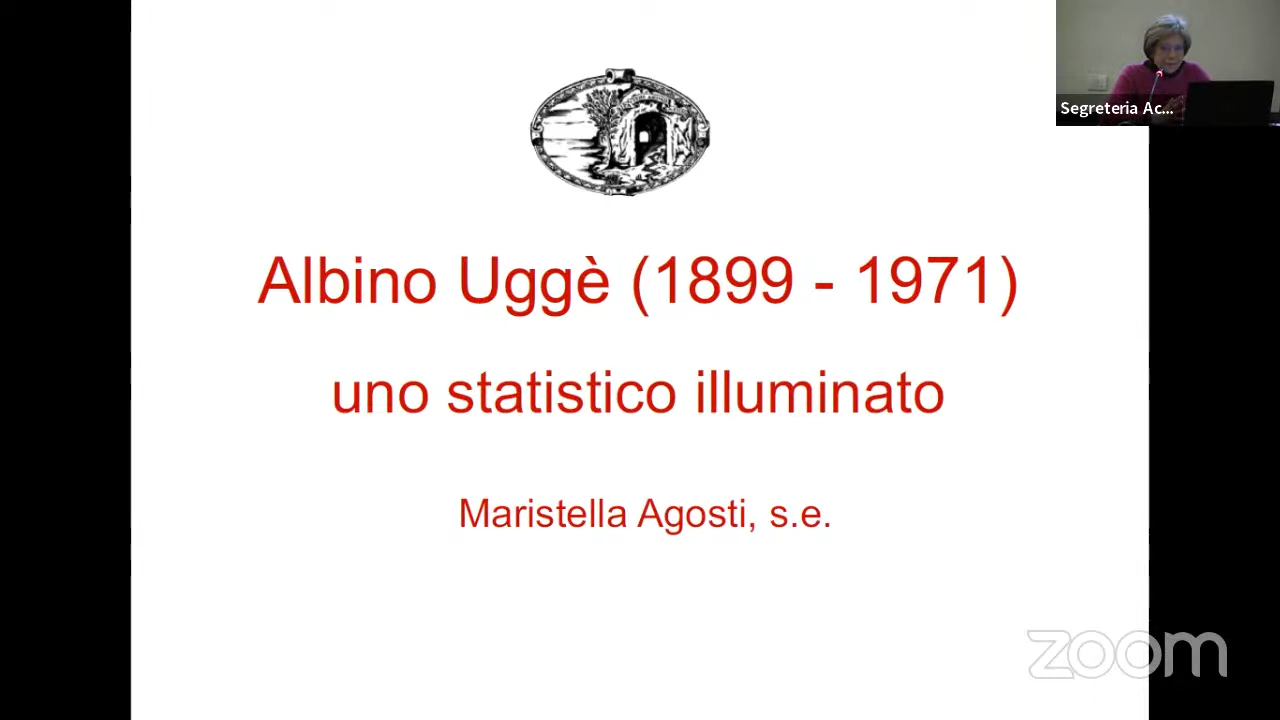 Segreteria Ac...
Albino Uggè (1899 - 1971)
uno statistico illuminato
Maristella Agosti, s.e.
zoom